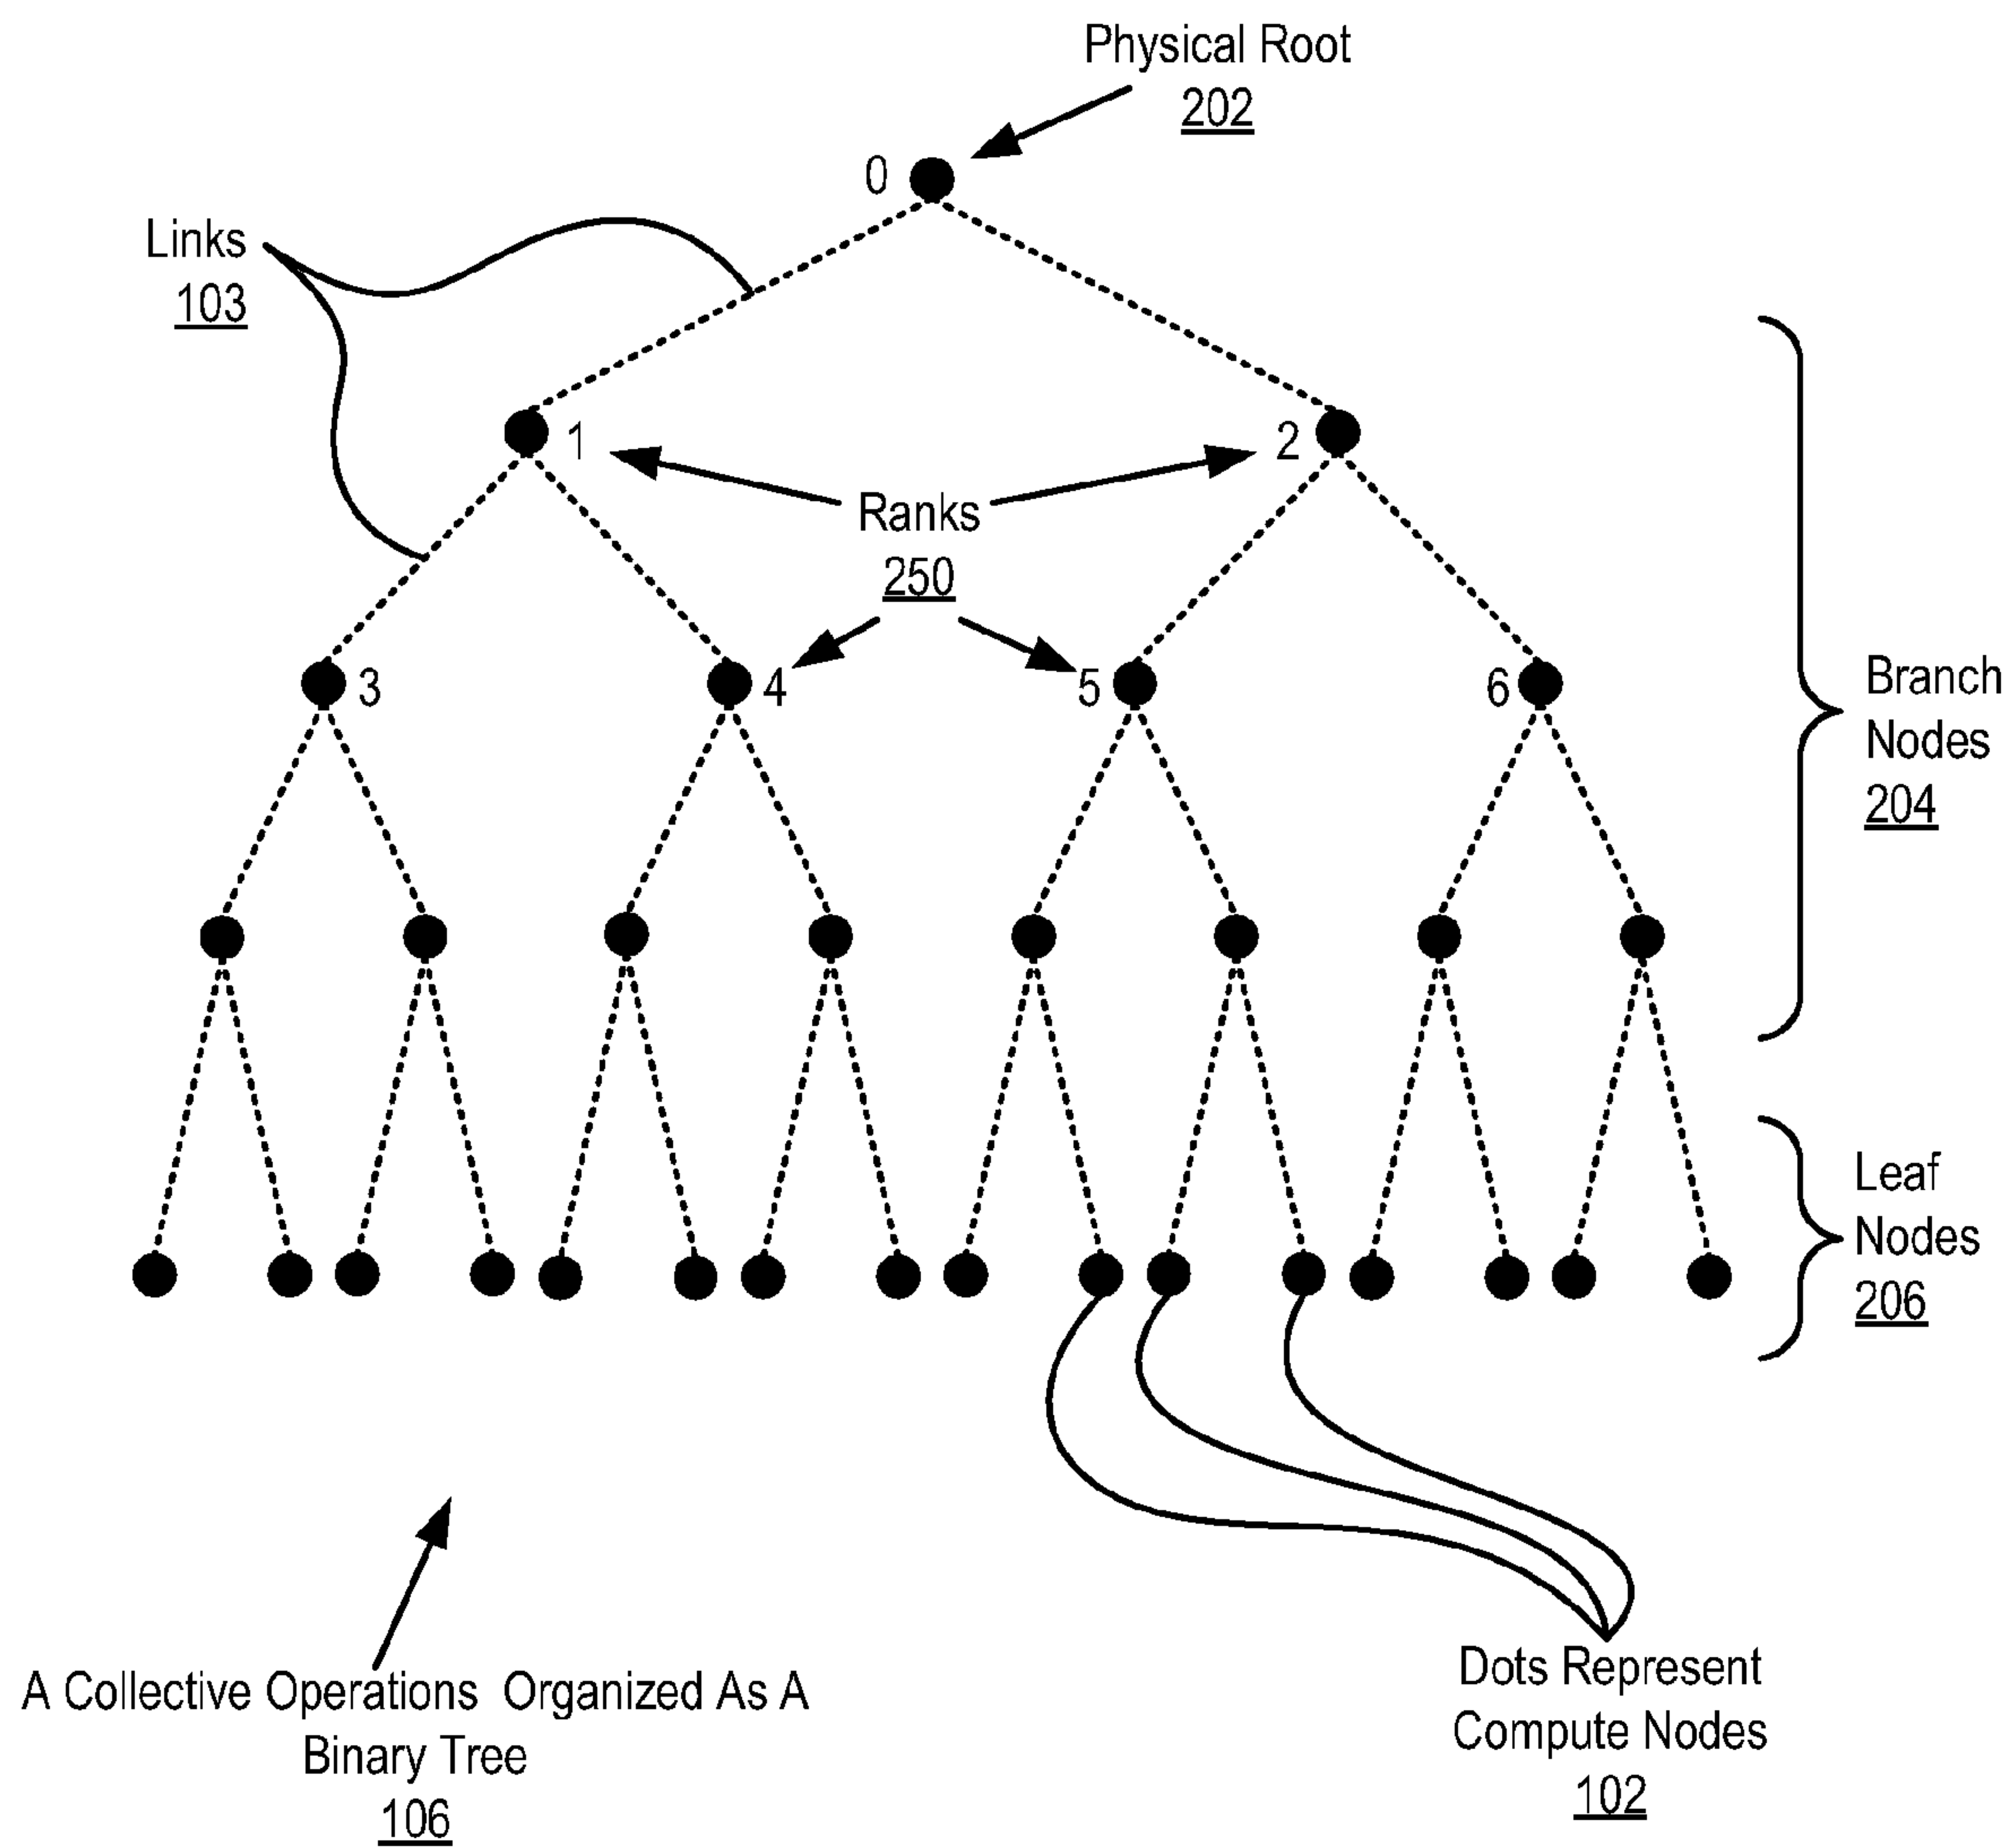 Physical Root
202
0
Links
103
1
2
Ranks
250
3
4
5
6
Branch
Nodes
204
Leaf
Nodes
206
A Collective Operations Organized As A
Binary Tree
106
Dots Represent
Compute Nodes
102